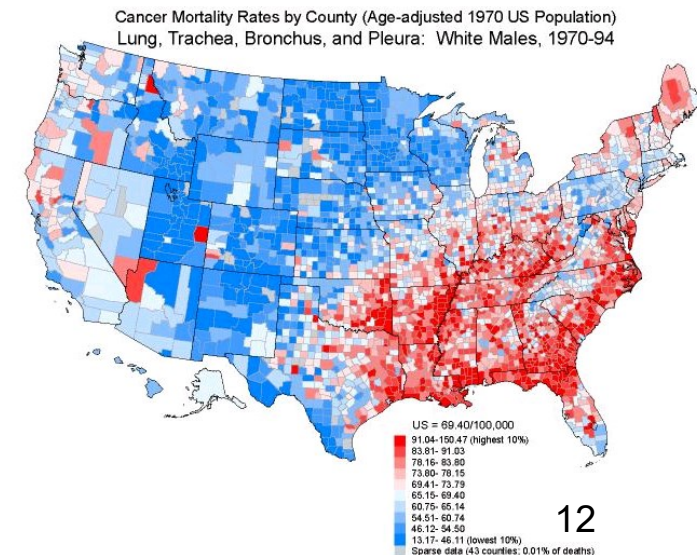 Cancer Mortality Rates by County (Age-adjusted 1970 US Population)
Lung, Trachea, Bronchus, and Pleura: White Males, 1970-94
US = 69.40/100,000
91.04-150.47 (highest 10%)
83.81- 91.03
78.16- 83.80
73.80- 78.15
69.41- 73.79
65.15- 69.40
60.75- 65.14
54.51- 60.74
46.12- 54.50
13.17- 46.11 (lowest 10%)
Sparse data (43 counties; 0.01% of deaths)
12